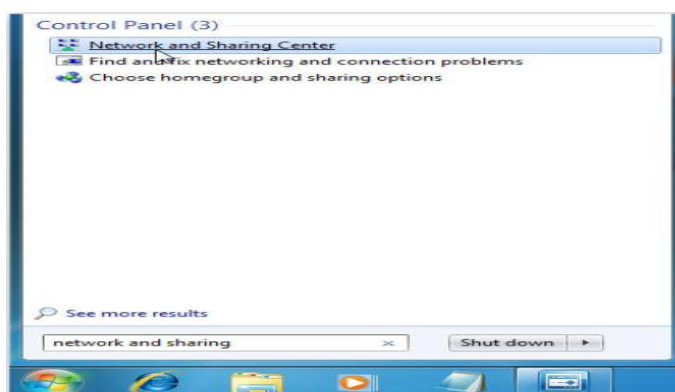 Control Panel (3)
Network and Sharing Center
Find and fix networking and connection problems
Choose homegroup and sharing options
See more results
network and sharing
Shut down